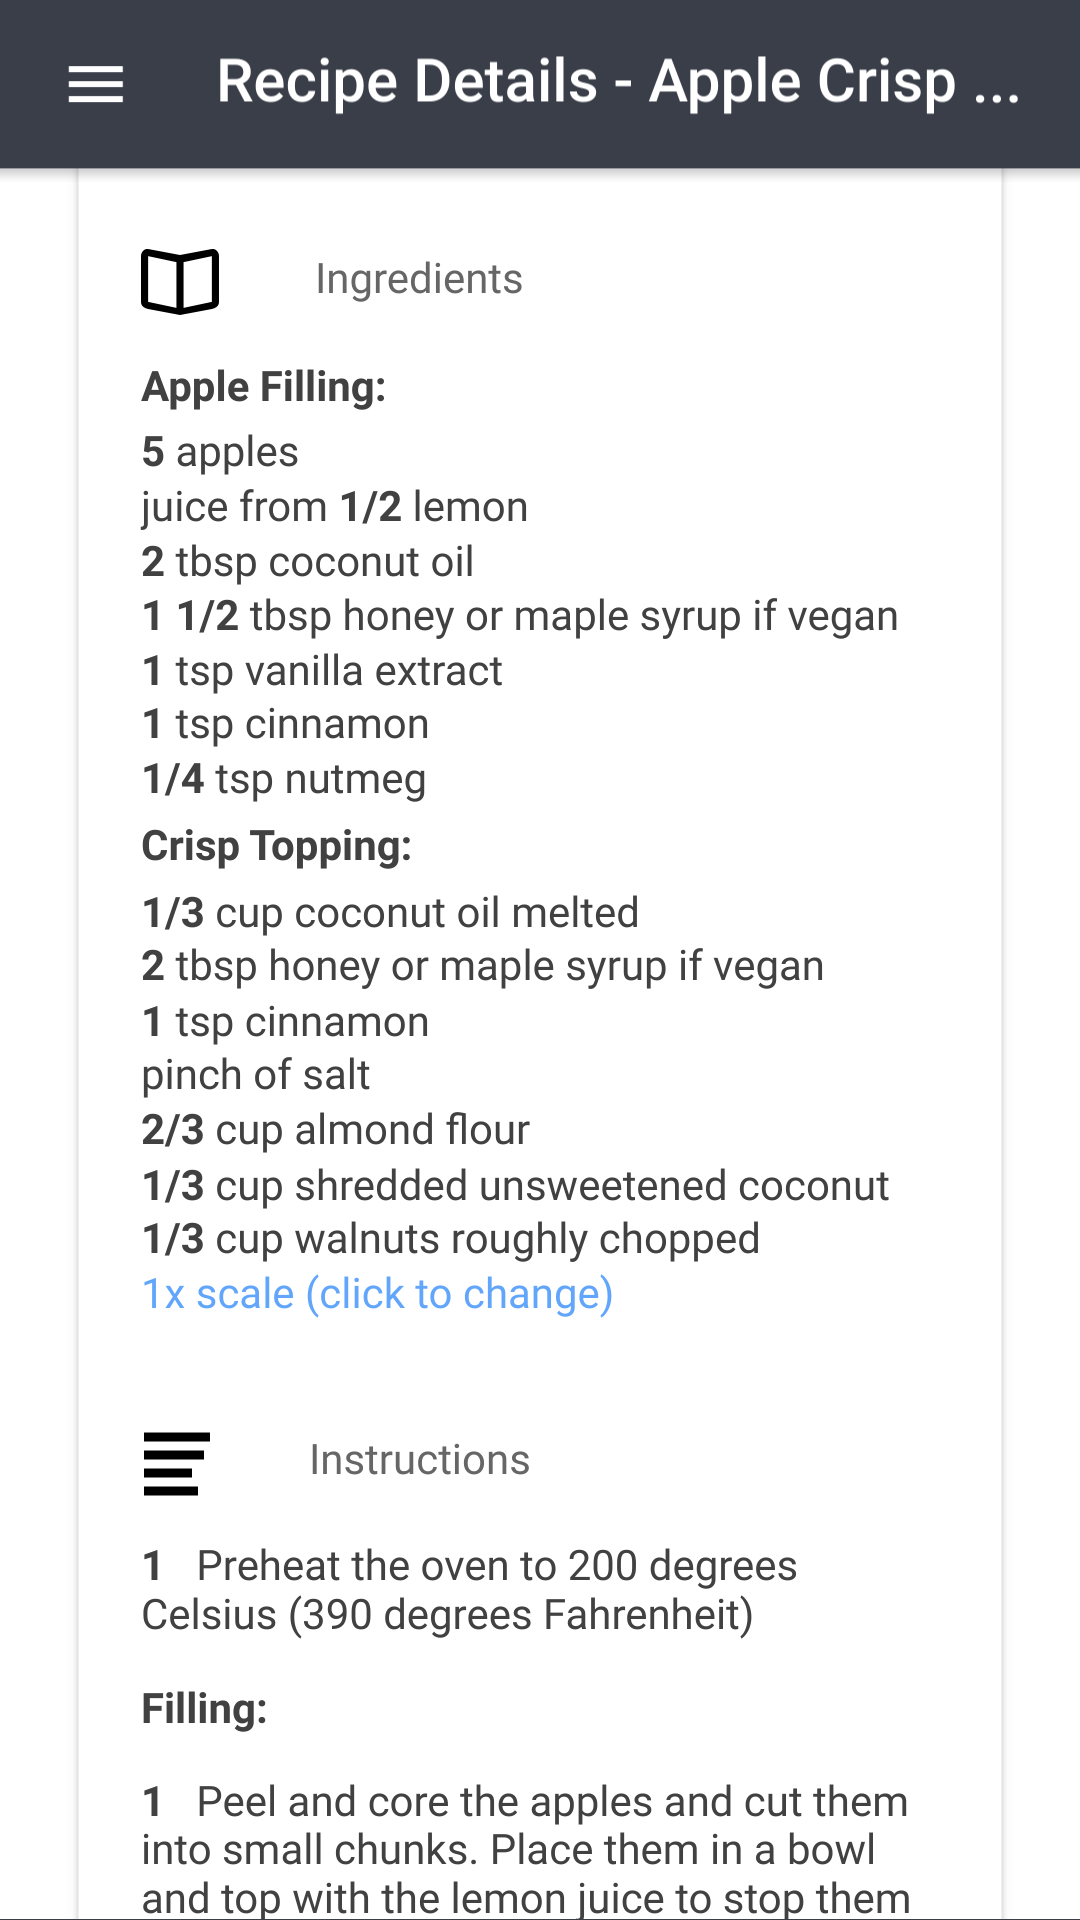 Recipe Details - Apple Crisp ...
Ingredients
Apple Filling:
5 apples
juice from 1/2 lemon
2 tbsp coconut oil
1 1/2 tbsp honey or maple syrup if vegan
1 tsp vanilla extract
1 tsp cinnamon
1/4 tsp nutmeg
Crisp Topping:
1/3 cup coconut oil melted
2 tbsp honey or maple syrup if vegan
1 tsp cinnamon
pinch of salt
2/3 cup almond flour
1/3 cup shredded unsweetened coconut
1/3 cup walnuts roughly chopped
1x scale (click to change)
Instructions
1 Preheat the oven to 200 degrees
Celsius (390 degrees Fahrenheit)
Filling:
1 Peel and core the apples and cut them
into small chunks. Place them in a bowl
and top with the lemon juice to stop them